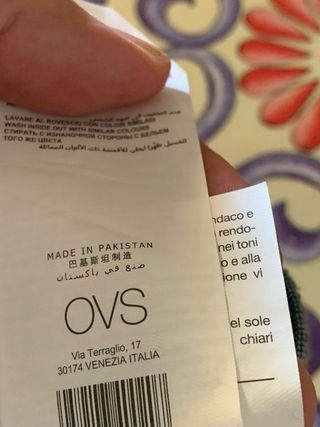 LAVARE AL ROVESCIO CON COLORI SIMILARI
WASH INSIDE OUT WITH SIMILAR COLOURS
СТИРАТЬ С ИЗНАНОЧНОЙ СТОРОНЫ С БЕЛЬЕМ
ТОГО ЖЕ ЦВЕТА
MADE IN PAKISTAN
巴基斯坦制造
صنع في باكستان
OVS
Via Terraglio, 17
30174 VENEZIA ITALIA
ndaco e
rendo-
nei toni
o e alla
ione vi
el sole
chiari